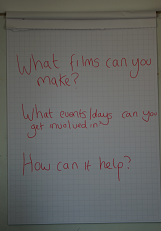 What films can you
make?
What events/days can you
get involved in?
How can it help?